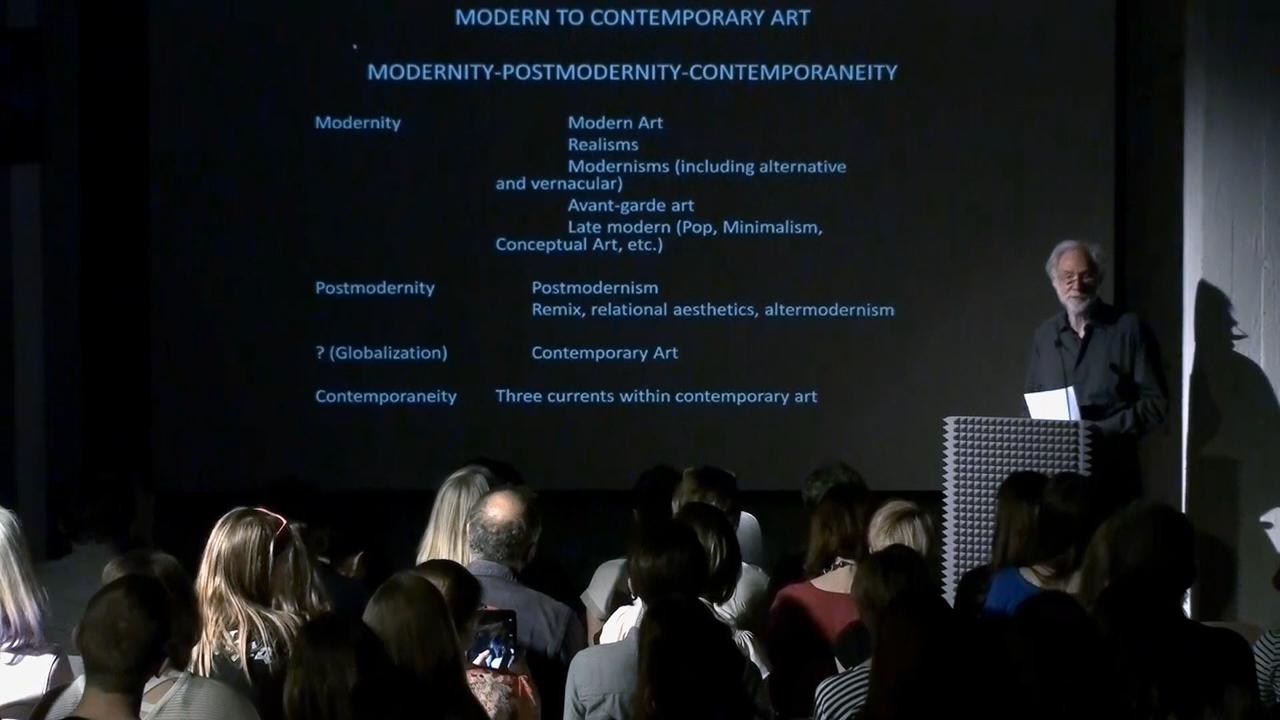 MODERN TO CONTEMPORARY ART
MODERNITY-POSTMODERNITY-CONTEMPORANEITY
Modernity Modern Art
Realisms
Modernisms (including alternative
and vernacular)
Avant-garde art
Late modern (Pop, Minimalism,
Conceptual Art, etc.)
Postmodernity Postmodernism
Remix, relational aesthetics, altermodernism
? (Globalization) Contemporary Art
Contemporaneity Three currents within contemporary art